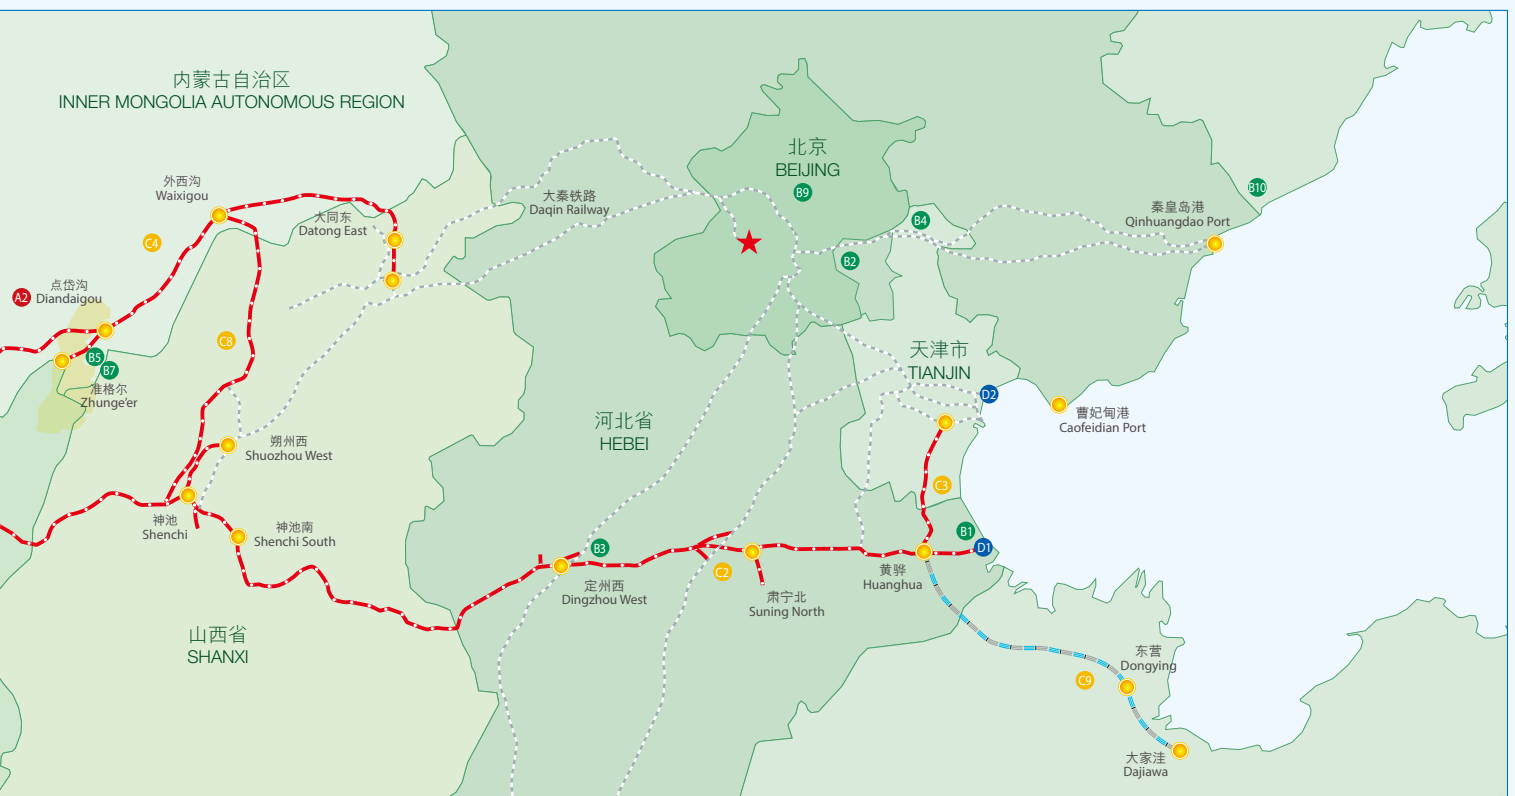 内蒙古自治区
INNER MONGOLIA AUTONOMOUS REGION
北京
BEIJING
B9
外西沟
Waixigou
大秦铁路
Daqin Railway
B10
秦皇岛港
Qinhuangdao Port
大同东
Datong East
B4
C4
B2
点岱沟
Diandaigou
A2
C8
B5
B7
准格尔
Zhunge'er
天津市
TIANJIN
D2
曹妃甸港
Caofeidian Port
河北省
HEBEI
朔州西
Shuozhou West
C3
神池
Shenchi
神池南
Shenchi South
B1
D1
B3
C2
黄骅
Huanghua
定州西
Dingzhou West
肃宁北
Suning North
山西省
SHANXI
东营
Dongying
C9
大家洼
Dajiawa